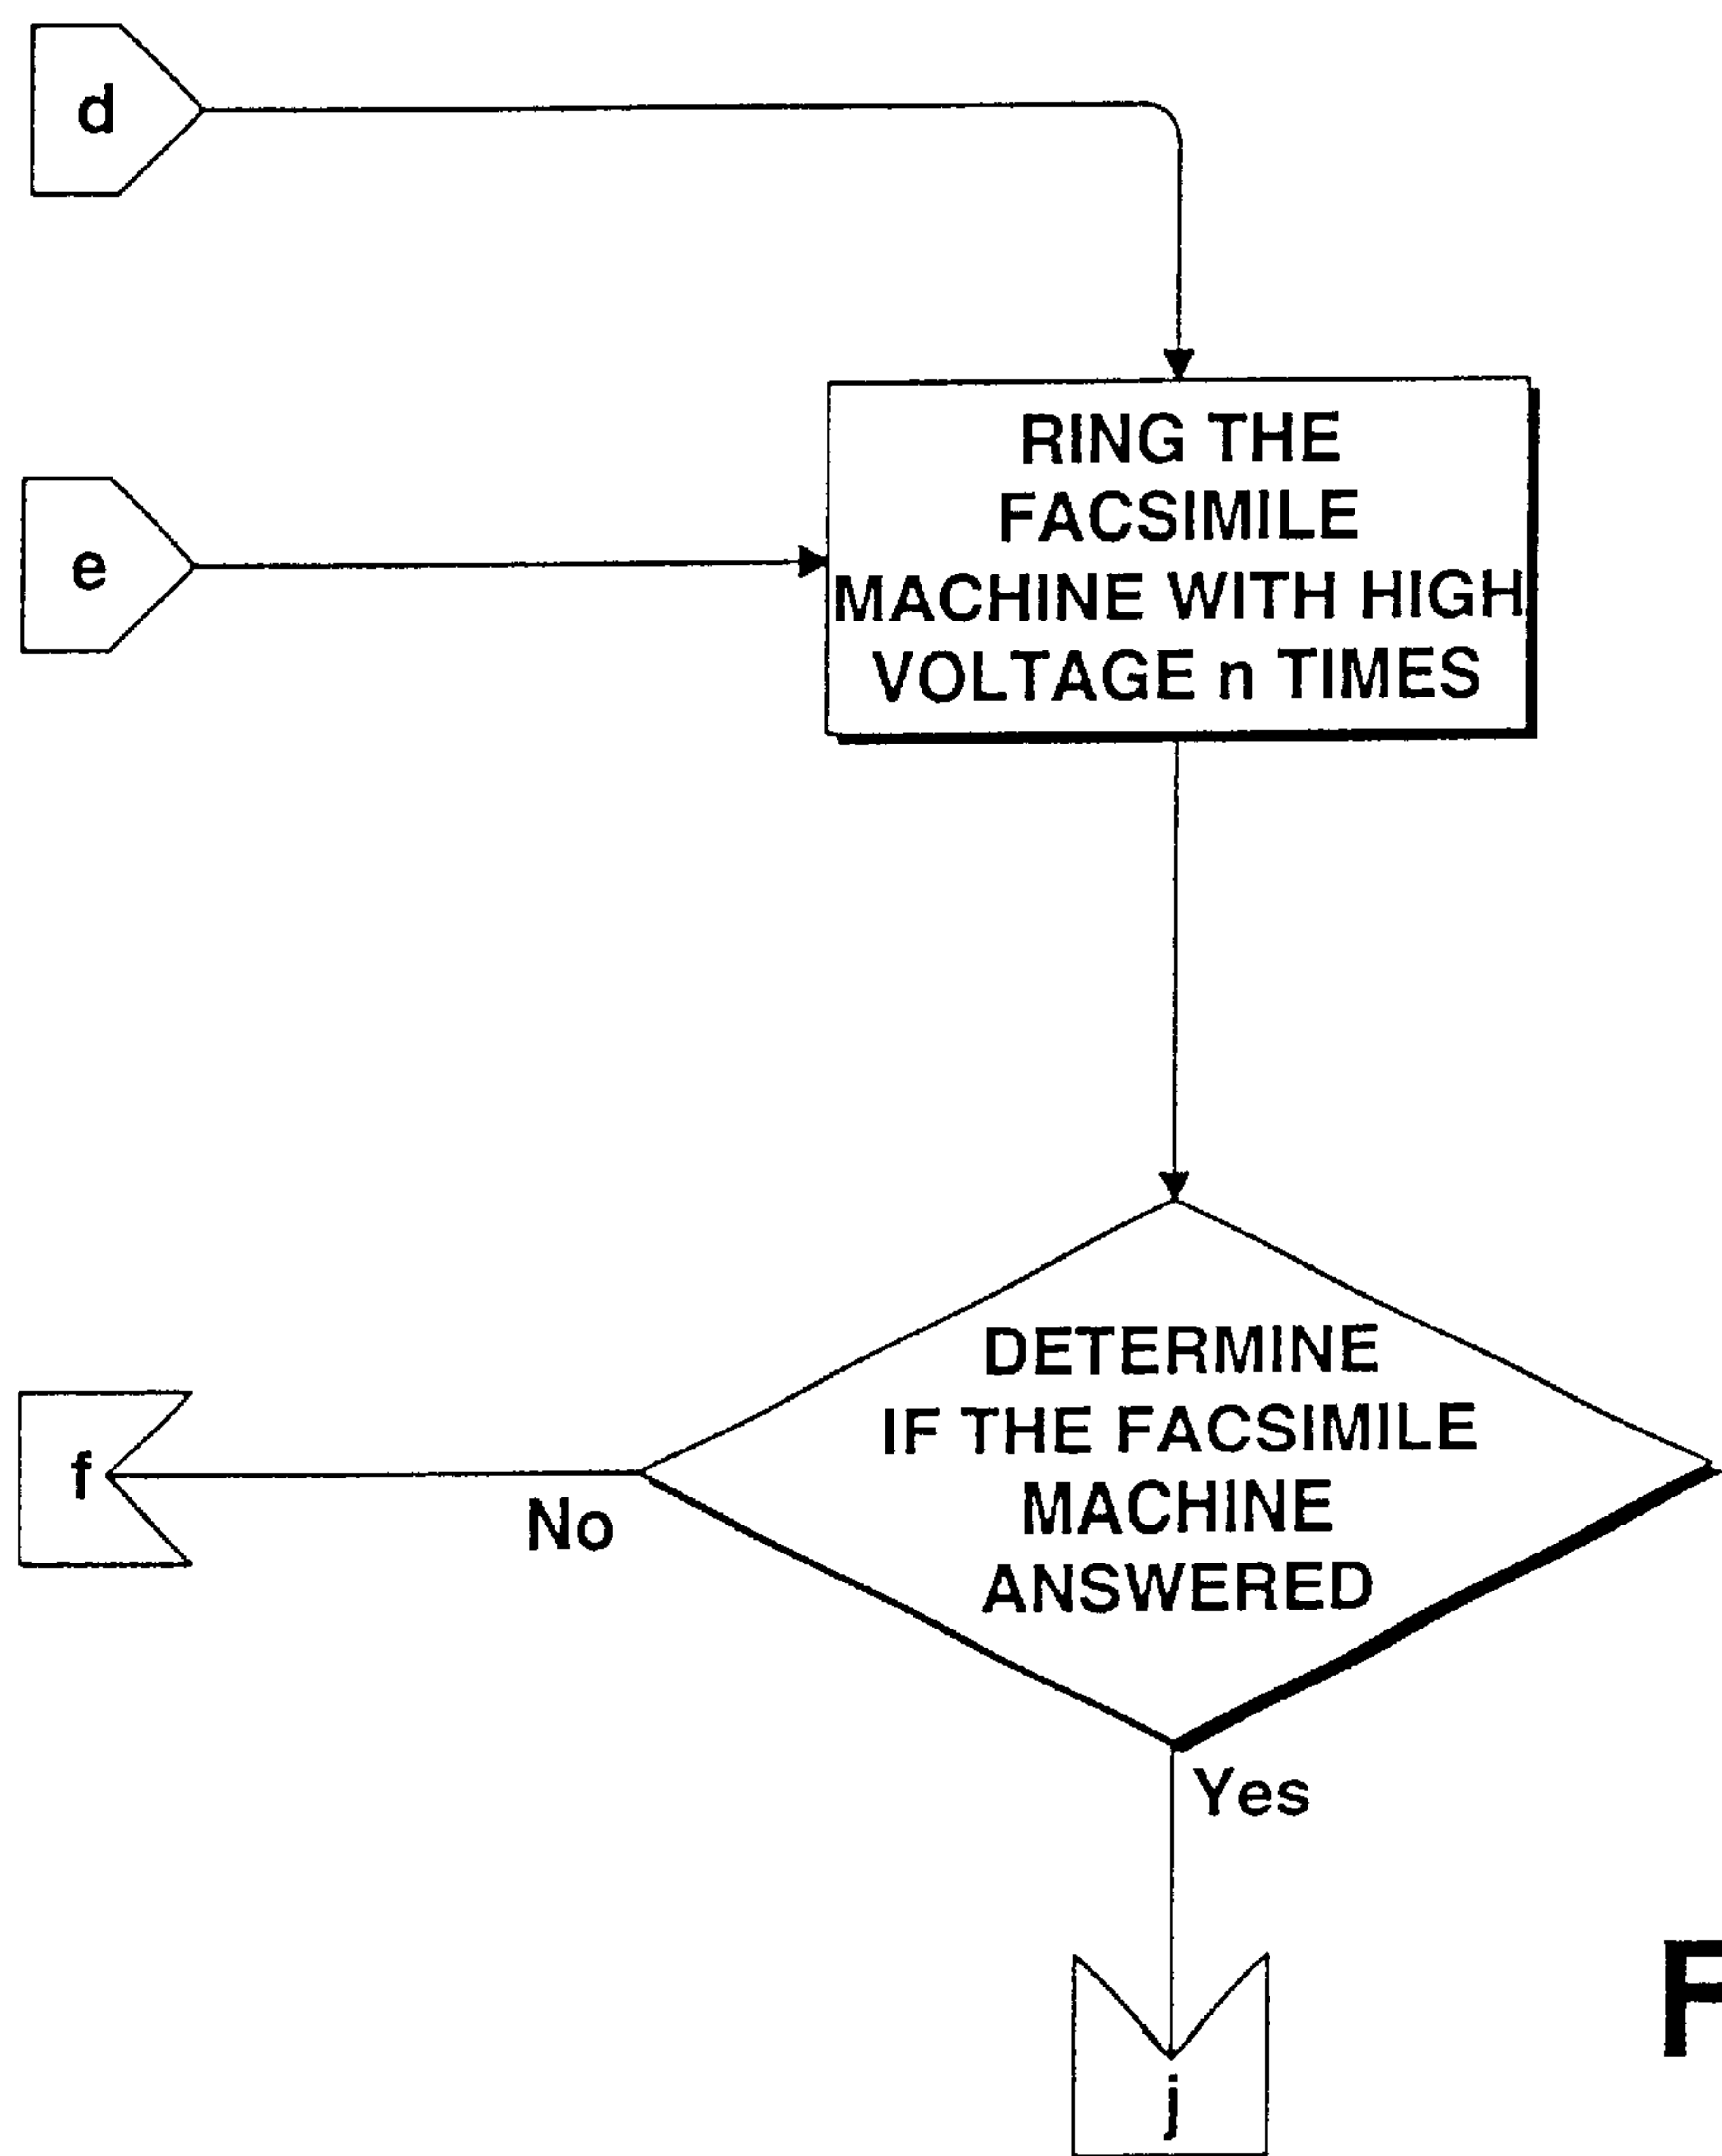 d
RING THE
FACSIMILE
MACHINE WITH HIGH
VOLTAGE n TIMES
e
DETERMINE
IF THE FACSIMILE
MACHINE
ANSWERED
f
No
Yes
F
j